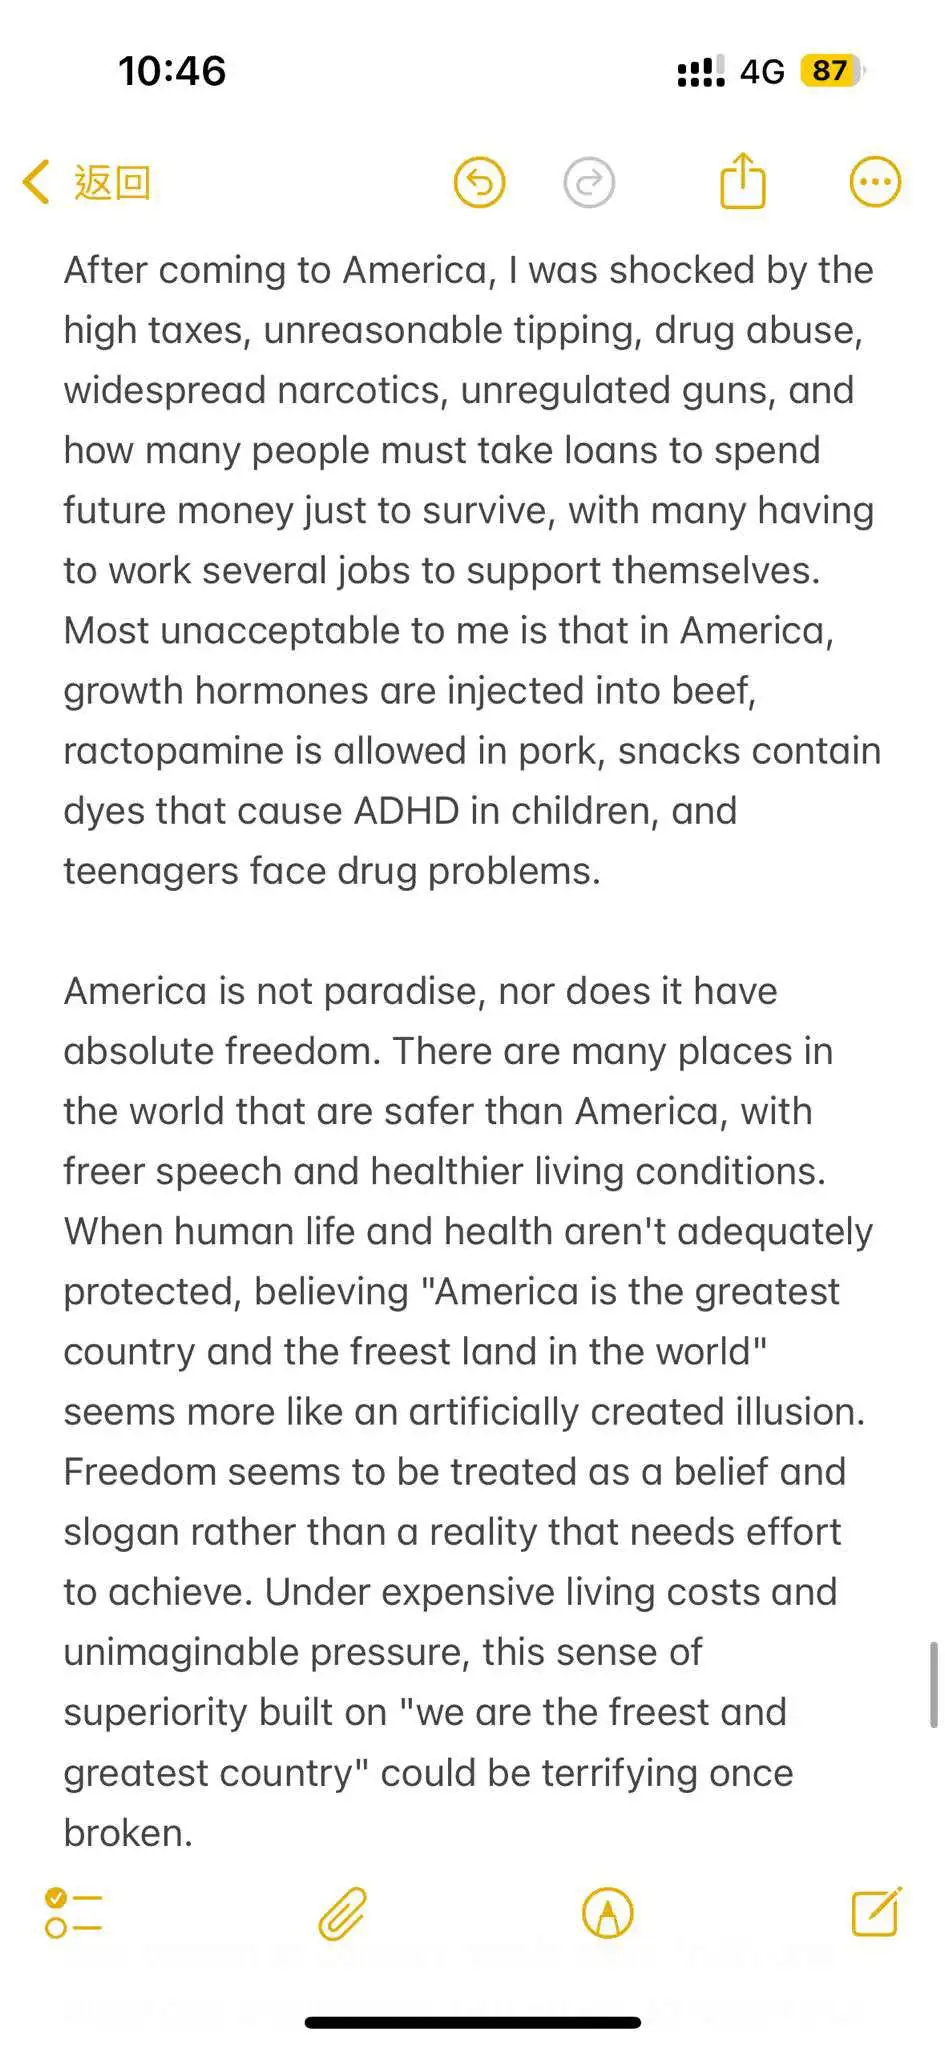 10:46
4G
87
返回
After coming to America, I was shocked by the
high taxes, unreasonable tipping, drug abuse,
widespread narcotics, unregulated guns, and
how many people must take loans to spend
future money just to survive, with many having
to work several jobs to support themselves.
Most unacceptable to me is that in America,
growth hormones are injected into beef,
ractopamine is allowed in pork, snacks contain
dyes that cause ADHD in children, and
teenagers face drug problems.
America is not paradise, nor does it have
absolute freedom. There are many places in
the world that are safer than America, with
freer speech and healthier living conditions.
When human life and health aren't adequately
protected, believing "America is the greatest
country and the freest land in the world"
seems more like an artificially created illusion.
Freedom seems to be treated as a belief and
slogan rather than a reality that needs effort
to achieve. Under expensive living costs and
unimaginable pressure, this sense of
superiority built on "we are the freest and
greatest country" could be terrifying once
broken.